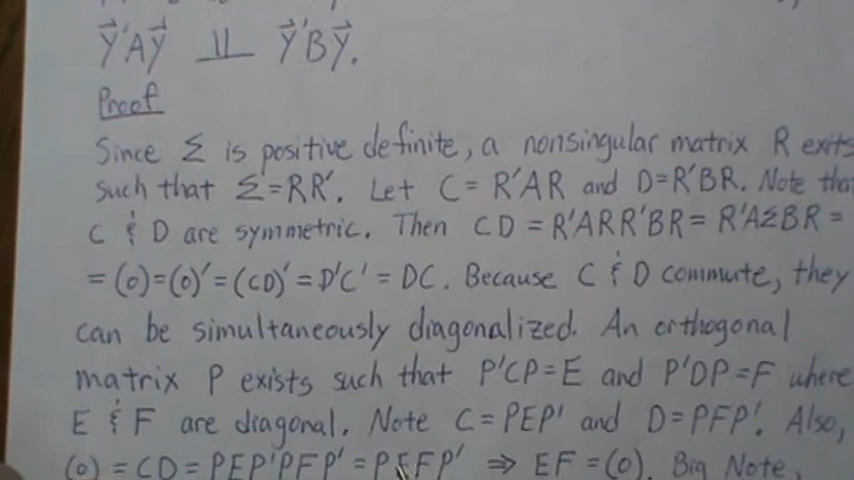 Y⃗'AY⃗ ⫫ Y⃗'BY⃗.
Proof
Since Σ is positive definite, a nonsingular matrix R exits
such that Σ=RR'. Let C=R'AR and D=R'BR. Note that
C & D are symmetric. Then CD = R'ARR'BR = R'AΣBR =
= (0)=(0)'=(CD)'=D'C'=DC. Because C & D commute, they
can be simultaneously diagonalized. An orthogonal
matrix P exists such that P'CP=E and P'DP=F where
E & F are diagonal. Note C=PEP' and D=PFP'. Also,
(0) = CD = PEP'PFP' = PEFP' ⇒ EF=(0). Big Note,